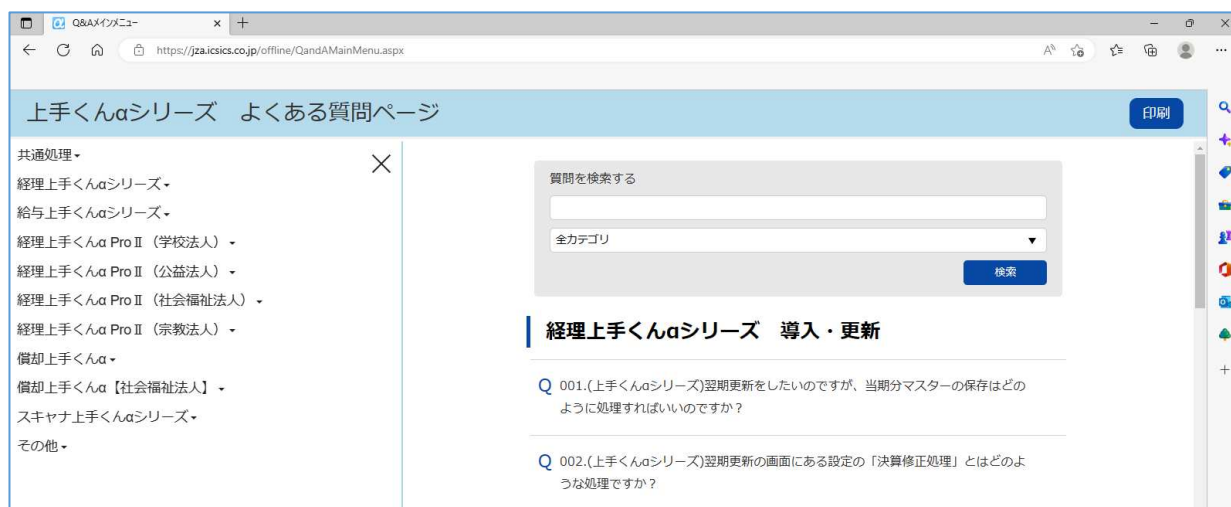 Q&Aメインメニュー
https://jza.icsics.co.jp/offline/QandAMainMenu.aspx
上手くんαシリーズ　よくある質問ページ
印刷
共通処理
経理上手くんαシリーズ
給与上手くんαシリーズ
経理上手くんα ProⅡ（学校法人）
経理上手くんα ProⅡ（公益法人）
経理上手くんα ProⅡ（社会福祉法人）
経理上手くんα ProⅡ（宗教法人）
償却上手くんα
償却上手くんα【社会福祉法人】
スキャナ上手くんαシリーズ
その他
質問を検索する
全カテゴリ
検索
経理上手くんαシリーズ　導入・更新
Q 001.(上手くんαシリーズ)翌期更新をしたいのですが、当期分マスターの保存はどの
ように処理すればいいのですか？
Q 002.(上手くんαシリーズ)翌期更新の画面にある設定の「決算修正処理」とはどのよ
うな処理ですか？